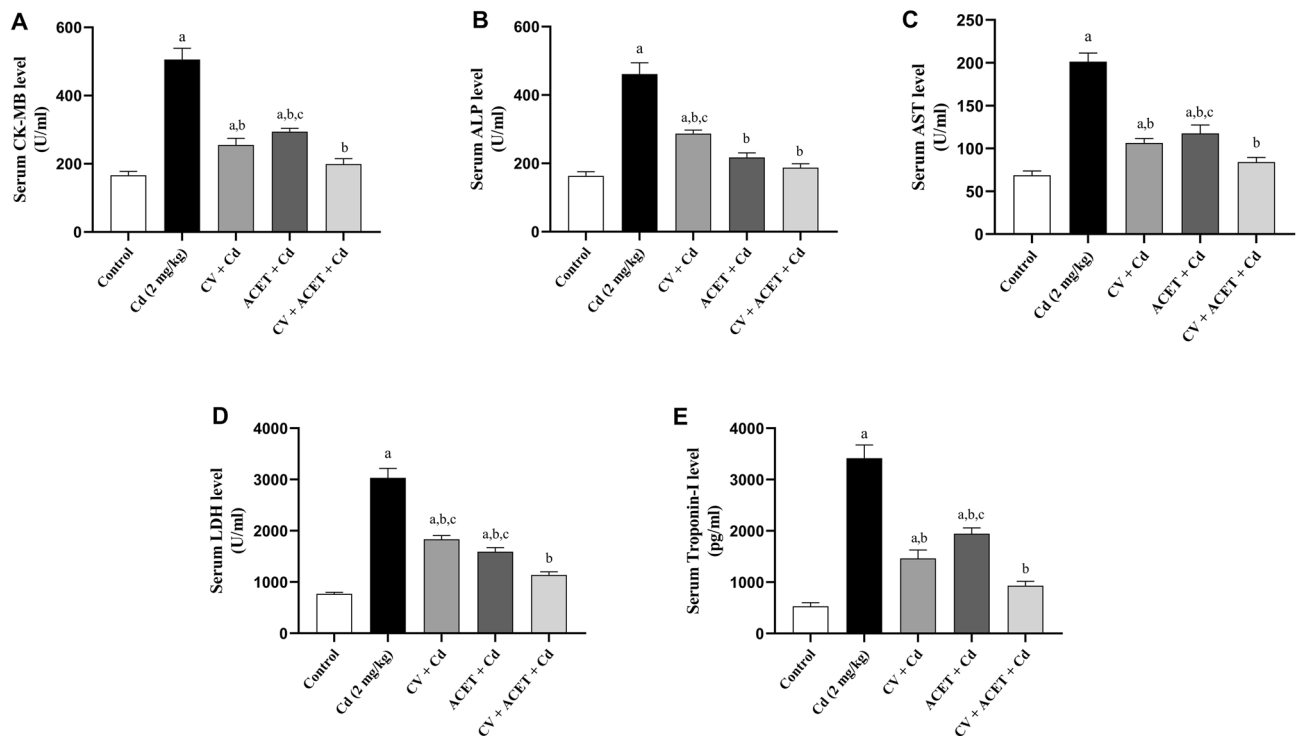 A
Serum CK-MB level
(U/ml)
600
400
200
0
a
a,b
a,b,c
b
Control
Cd (2 mg/kg)
CV + Cd
ACET + Cd
CV + ACET + Cd
B
Serum ALP level
(U/ml)
600
400
200
0
a
a,b,c
b
b
Control
Cd (2 mg/kg)
CV + Cd
ACET + Cd
CV + ACET + Cd
C
Serum AST level
(U/ml)
250
200
150
100
50
0
a
a,b
a,b,c
b
Control
Cd (2 mg/kg)
CV + Cd
ACET + Cd
CV + ACET + Cd
D
Serum LDH level
(U/ml)
4000
3000
2000
1000
0
a
a,b,c
a,b,c
b
Control
Cd (2 mg/kg)
CV + Cd
ACET + Cd
CV + ACET + Cd
E
Serum Troponin-I level
(pg/ml)
4000
3000
2000
1000
0
a
a,b
a,b,c
b
Control
Cd (2 mg/kg)
CV + Cd
ACET + Cd
CV + ACET + Cd